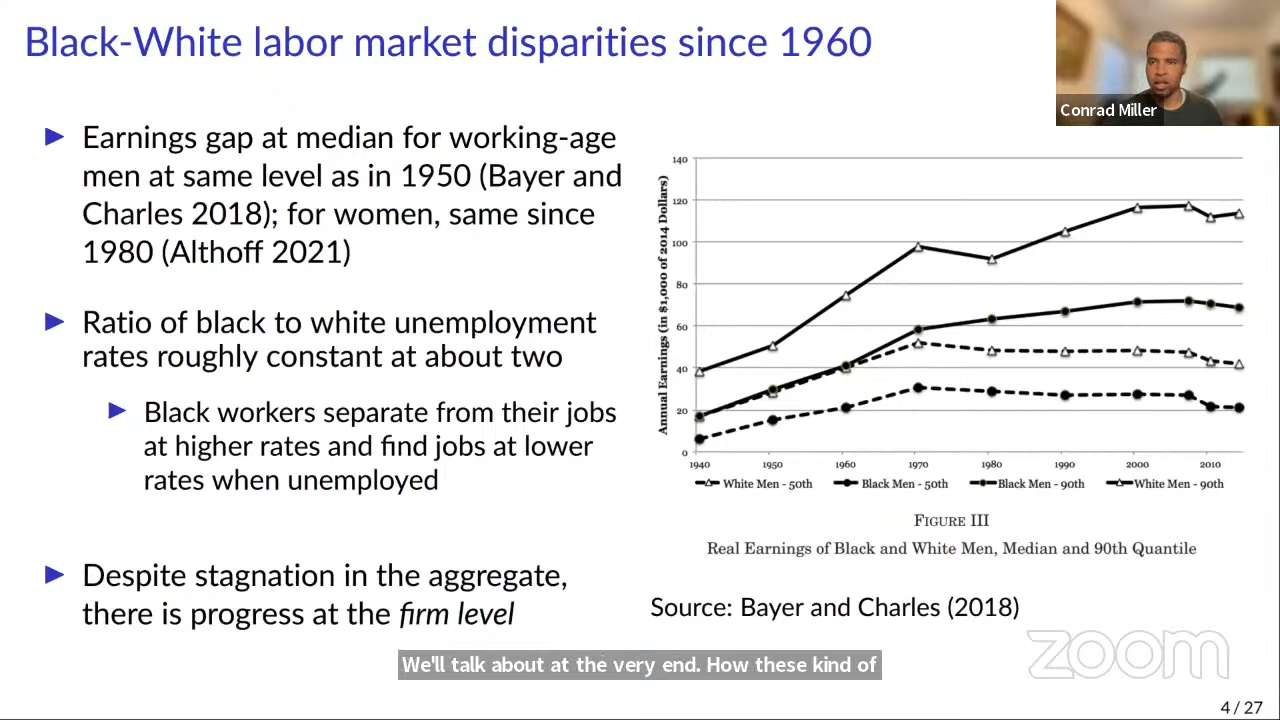 Black-White labor market disparities since 1960
Conrad Miller
► Earnings gap at median for working-age
men at same level as in 1950 (Bayer and
Charles 2018); for women, same since
1980 (Althoff 2021)
► Ratio of black to white unemployment
rates roughly constant at about two
► Black workers separate from their jobs
at higher rates and find jobs at lower
rates when unemployed
► Despite stagnation in the aggregate,
there is progress at the firm level
Annual Earnings (in $1,000 of 2014 Dollars)
140
120
100
80
60
40
20
0
1940 1950 1960 1970 1980 1990 2000 2010
White Men - 50th Black Men - 50th Black Men - 90th White Men - 90th
FIGURE III
Real Earnings of Black and White Men, Median and 90th Quantile
Source: Bayer and Charles (2018)
zoom
We'll talk about at the very end. How these kind of
4 / 27